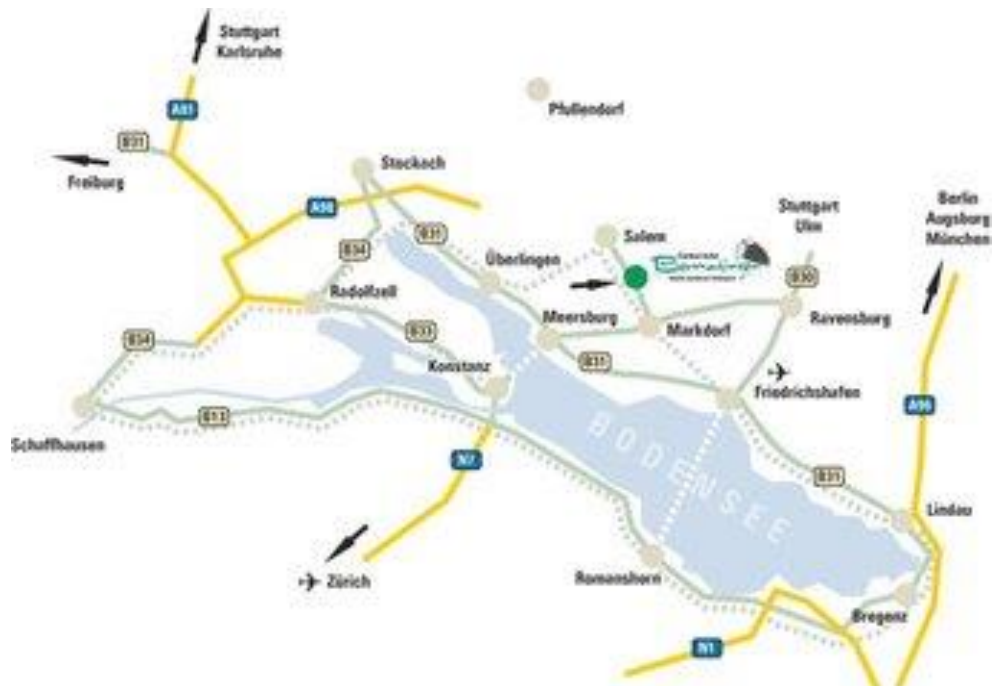 Stuttgart
Karlsruhe
A81
Pfullendorf
B31
Freiburg
Stockach
A98
Berlin
Augsburg
München
Stuttgart
Ulm
B31
Salem
B34
Überlingen
B30
Radolfzell
Meersburg
Markdorf
Ravensburg
B33
B34
Konstanz
B31
Friedrichshafen
A96
B13
Schaffhausen
BODENSEE
N7
B31
Lindau
Zürich
Romanshorn
Bregenz
N1